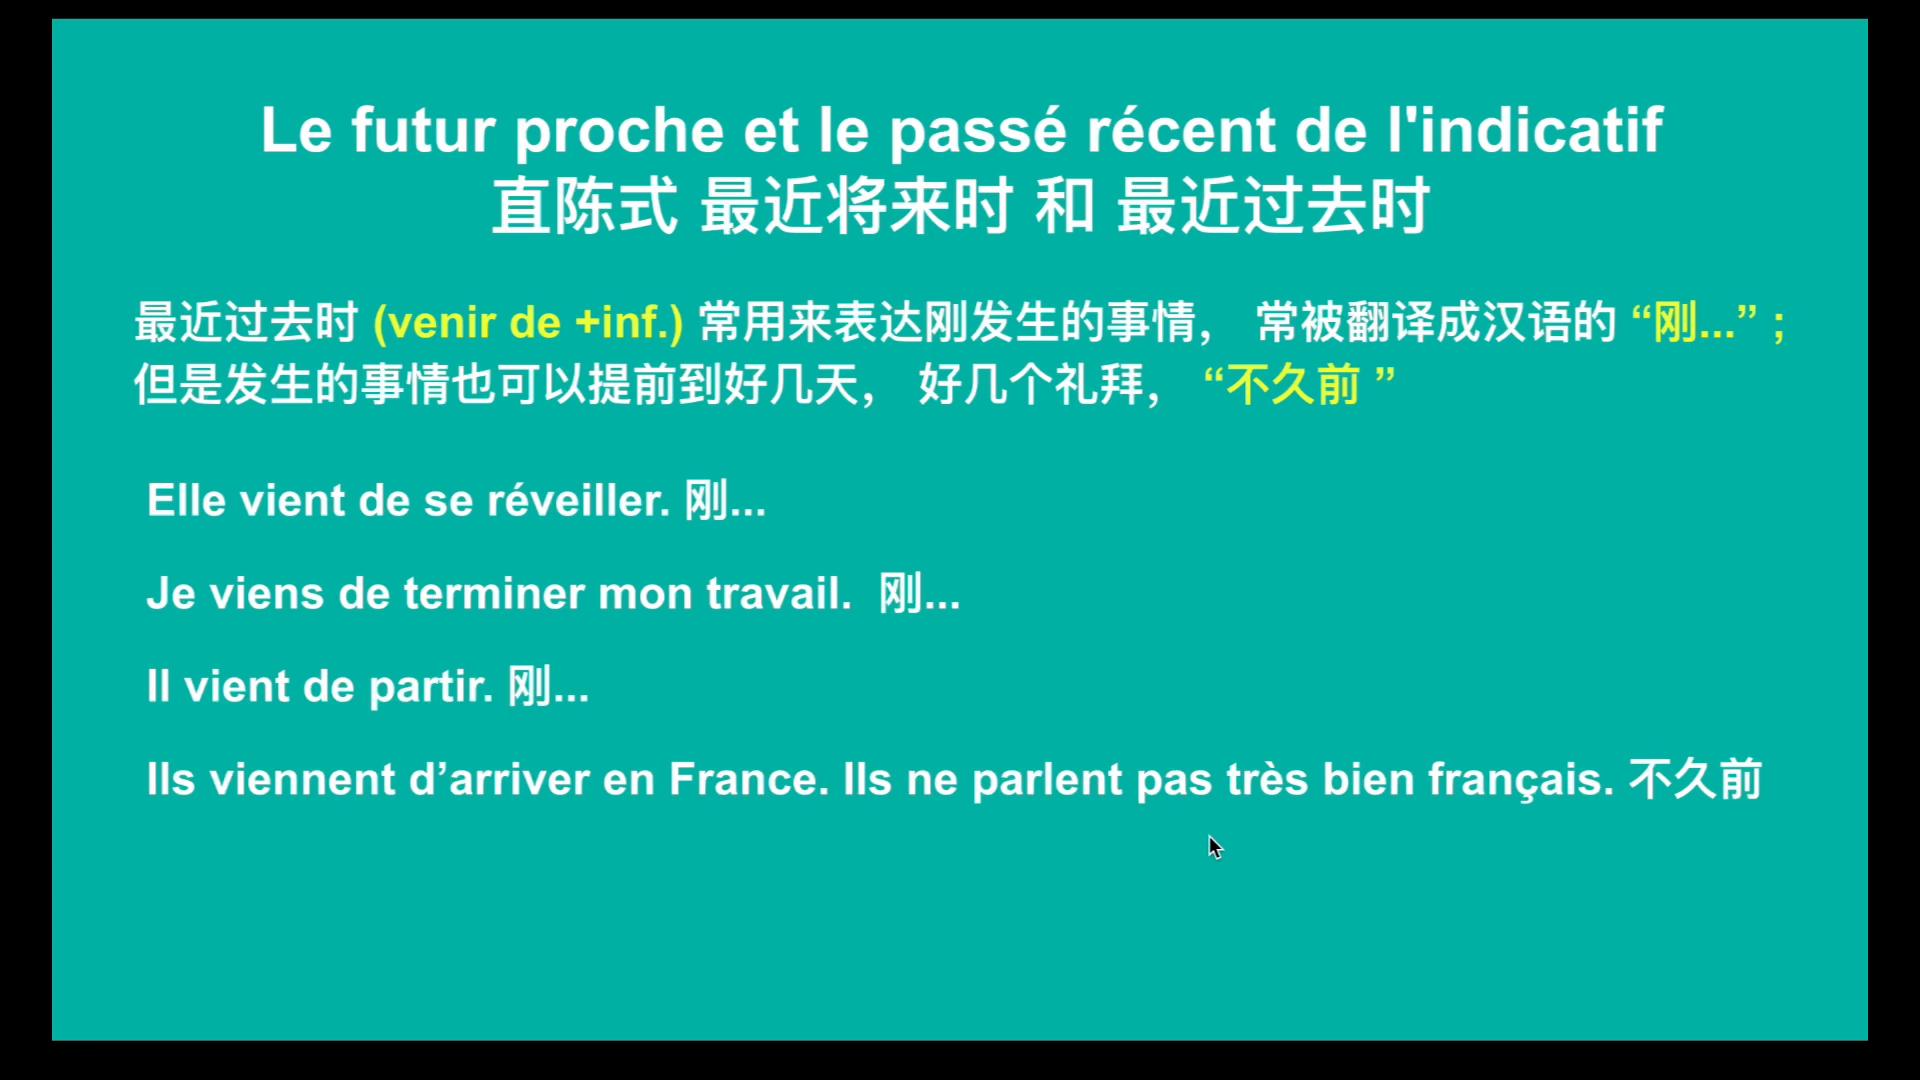 Le futur proche et le passé récent de l'indicatif
直陈式 最近将来时 和 最近过去时
最近过去时 (venir de +inf.) 常用来表达刚发生的事情， 常被翻译成汉语的 “刚...” ;
但是发生的事情也可以提前到好几天， 好几个礼拜， “不久前 ”
Elle vient de se réveiller. 刚...
Je viens de terminer mon travail.  刚...
Il vient de partir. 刚...
Ils viennent d’arriver en France. Ils ne parlent pas très bien français. 不久前